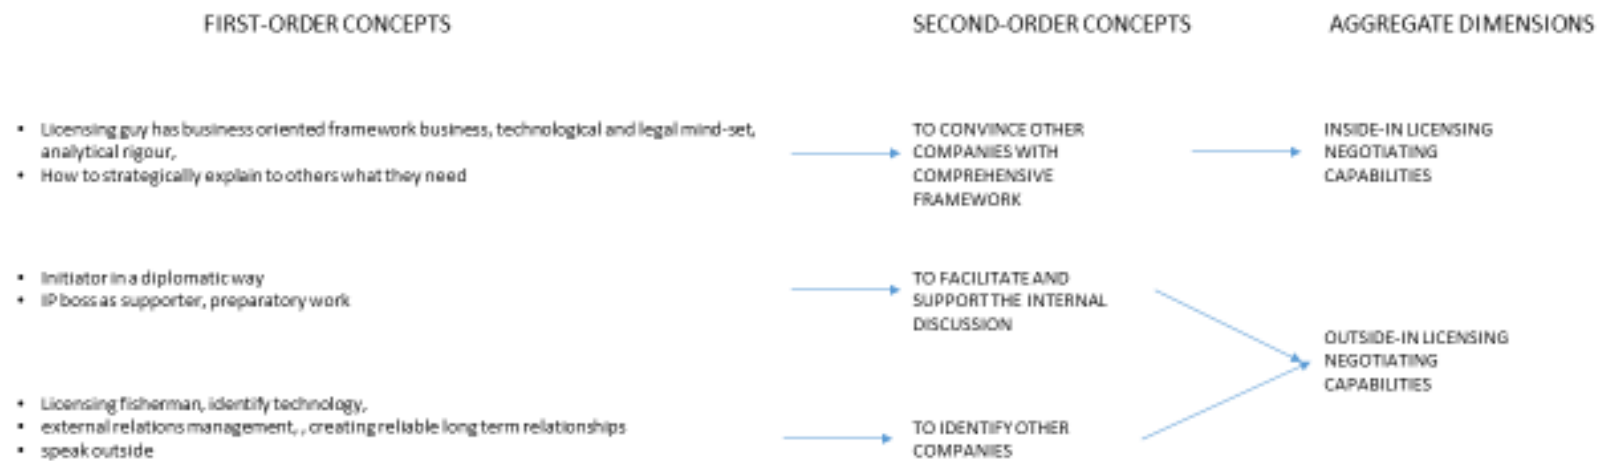 FIRST-ORDER CONCEPTS
SECOND-ORDER CONCEPTS
AGGREGATE DIMENSIONS
• Licensing guy has business oriented framework business, technological and legal mind-set,
analytical rigour,
• How to strategically explain to others what they need
TO CONVINCE OTHER
COMPANIES WITH
COMPREHENSIVE
FRAMEWORK
INSIDE-IN LICENSING
NEGOTIATING
CAPABILITIES
• Initiator in a diplomatic way
• IP boss as supporter, preparatory work
TO FACILITATE AND
SUPPORT THE INTERNAL
DISCUSSION
OUTSIDE-IN LICENSING
NEGOTIATING
CAPABILITIES
• Licensing fisherman, identify technology,
• external relations management, , creating reliable long term relationships
• speak outside
TO IDENTIFY OTHER
COMPANIES